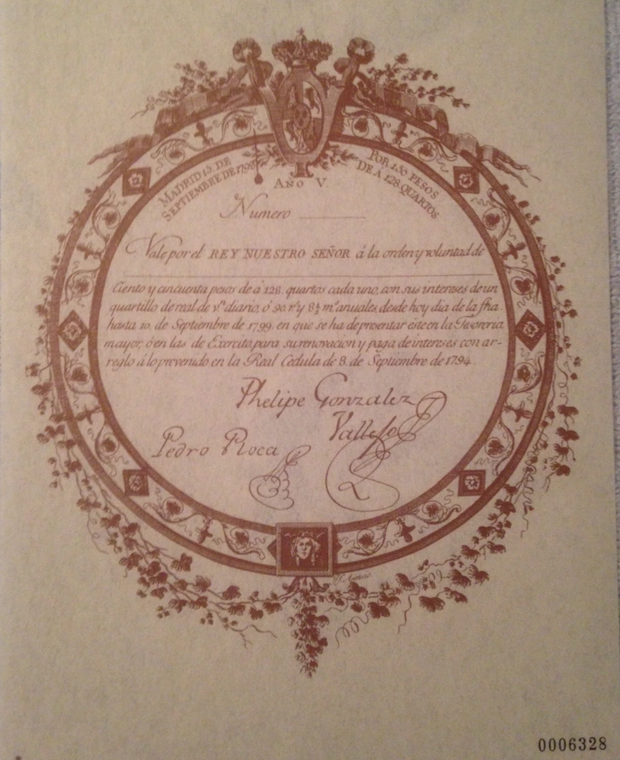 MADRID 15. DE
SEPTIEMBRE DE 1798
POR 150 PESOS
DE A 128 QUARTOS
AÑO V
Numero
Vale por el REY NUESTRO SEÑOR á la orden y voluntad de
Ciento y cincuenta pesos de á 128. quartos cada uno, con sus intereses de un
quartillo de real de vn. diario, ó 90. rs. y 8½ ms. anuales, desde hoy dia de la fha.
hasta 10. de Septiembre de 1799. en que se ha de presentar éste en la Tesoreria
mayor, ó en las de Exercito, para su renovacion y paga de intereses con ar-
reglo á lo prevenido en la Real Cedula de 8. de Septiembre de 1794.
Phelipe Gonzalez
Vallejo
Pedro Roca
0006328